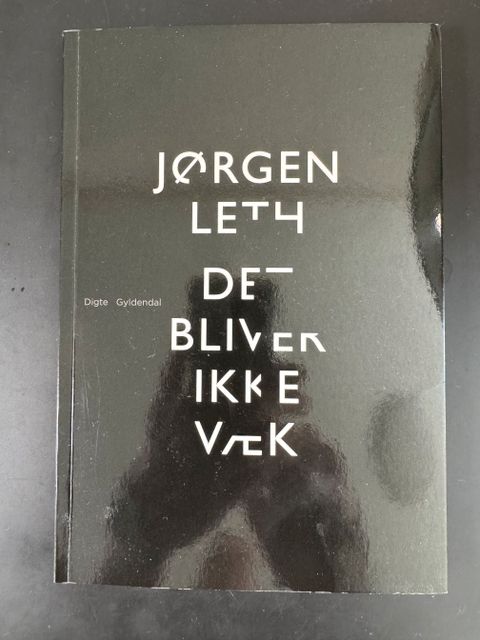 JØRGEN
LETH
DET
Digte Gyldendal
BLIVER
IKKE
VÆK